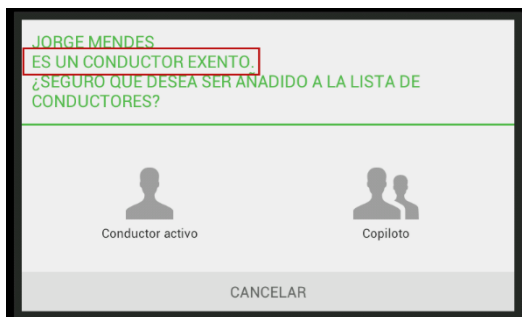 JORGE MENDES
ES UN CONDUCTOR EXENTO.
¿SEGURO QUE DESEA SER AÑADIDO A LA LISTA DE
CONDUCTORES?
Conductor activo
Copiloto
CANCELAR